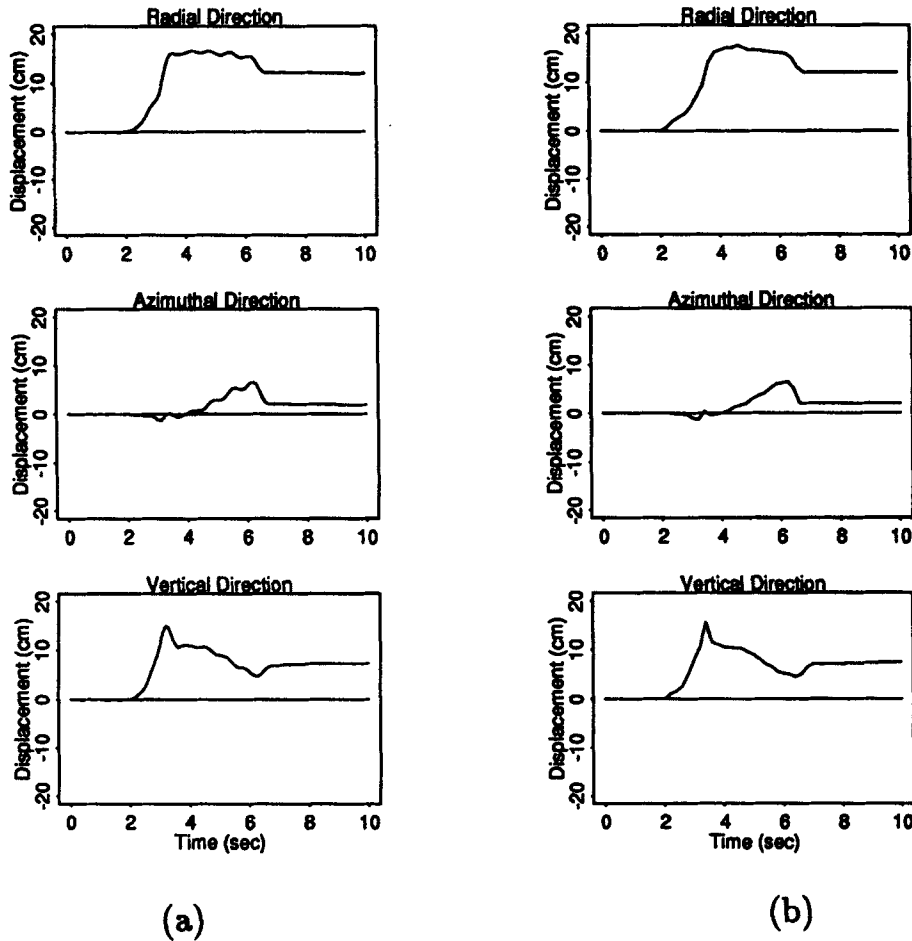 Radial Direction
Displacement (cm)
20
10
0
-10
-20
0 2 4 6 8 10
Azimuthal Direction
Displacement (cm)
20
10
0
-10
-20
0 2 4 6 8 10
Vertical Direction
Displacement (cm)
20
10
0
-10
-20
0 2 4 6 8 10
Time (sec)
(a)
Radial Direction
Displacement (cm)
20
10
0
-10
-20
0 2 4 6 8 10
Azimuthal Direction
Displacement (cm)
20
10
0
-10
-20
0 2 4 6 8 10
Vertical Direction
Displacement (cm)
20
10
0
-10
-20
0 2 4 6 8 10
Time (sec)
(b)